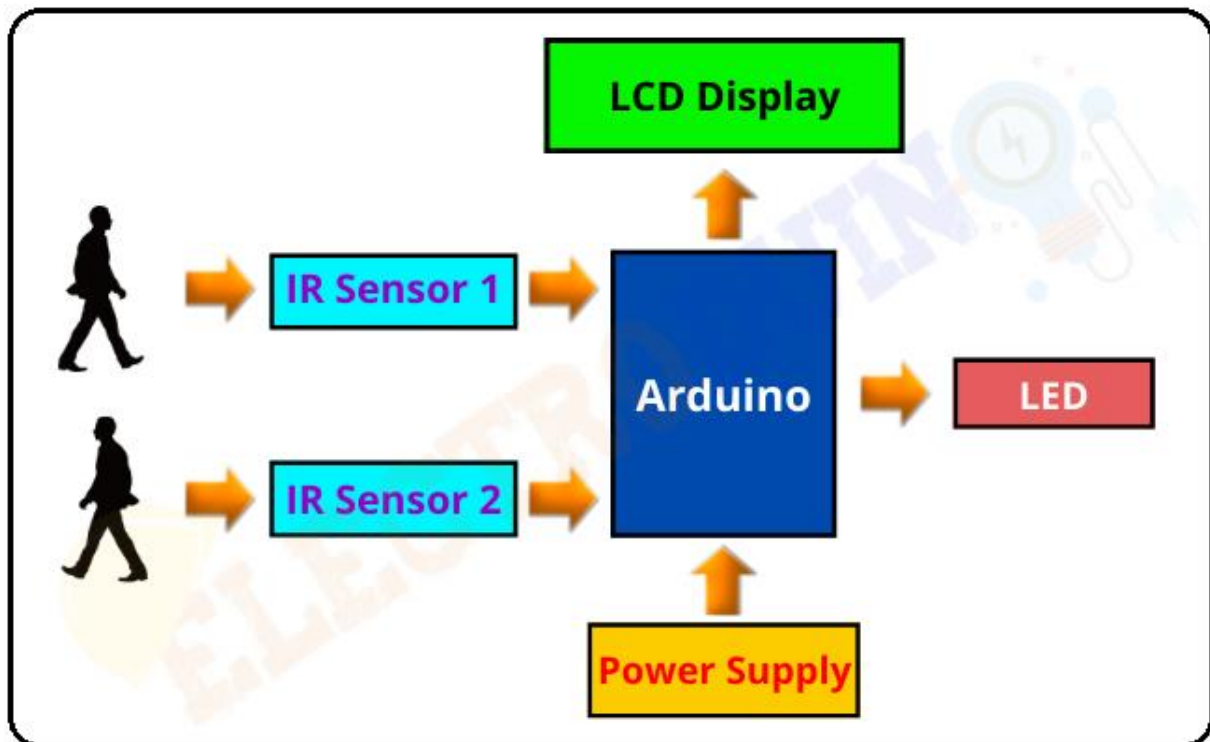 LCD Display
IR Sensor 1
Arduino
LED
IR Sensor 2
Power Supply